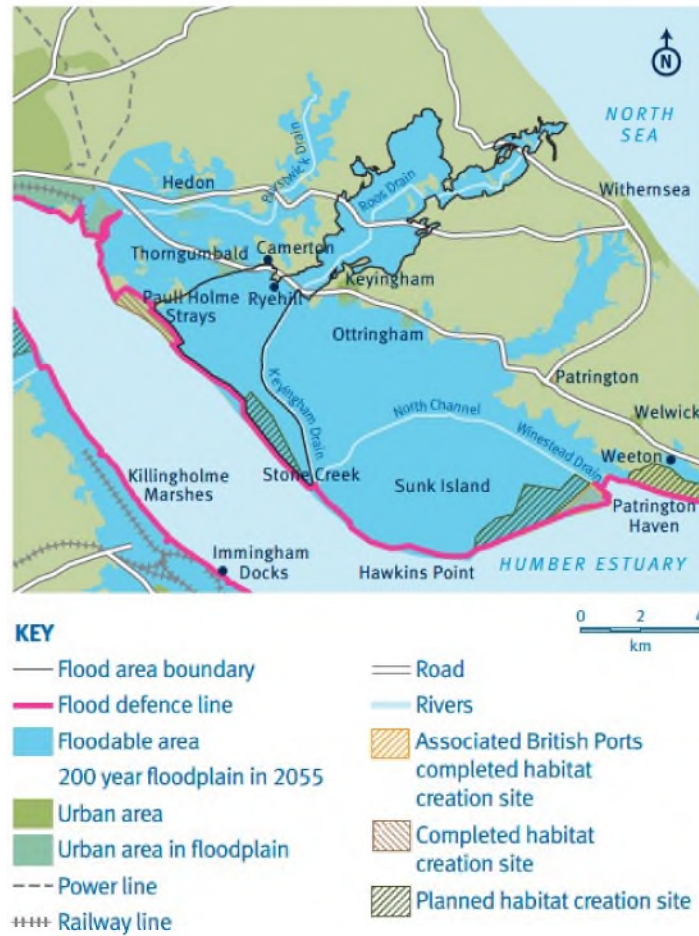 N
NORTH
SEA
Hedon
Burstwick Drain
Roos Drain
Withernsea
Thorngumbald
Camerton
Keyingham
Paull Holme
Strays
Ryehill
Ottringham
Patrington
Keyingham Drain
North Channel
Winestead Drain
Welwick
Weeton
Killingholme
Marshes
Stone Creek
Sunk Island
Patrington
Haven
Immingham
Docks
Hawkins Point
HUMBER ESTUARY
KEY
0 2 4
km
Flood area boundary
Flood defence line
Floodable area
200 year floodplain in 2055
Urban area
Urban area in floodplain
Power line
Railway line
Road
Rivers
Associated British Ports
completed habitat
creation site
Completed habitat
creation site
Planned habitat creation site